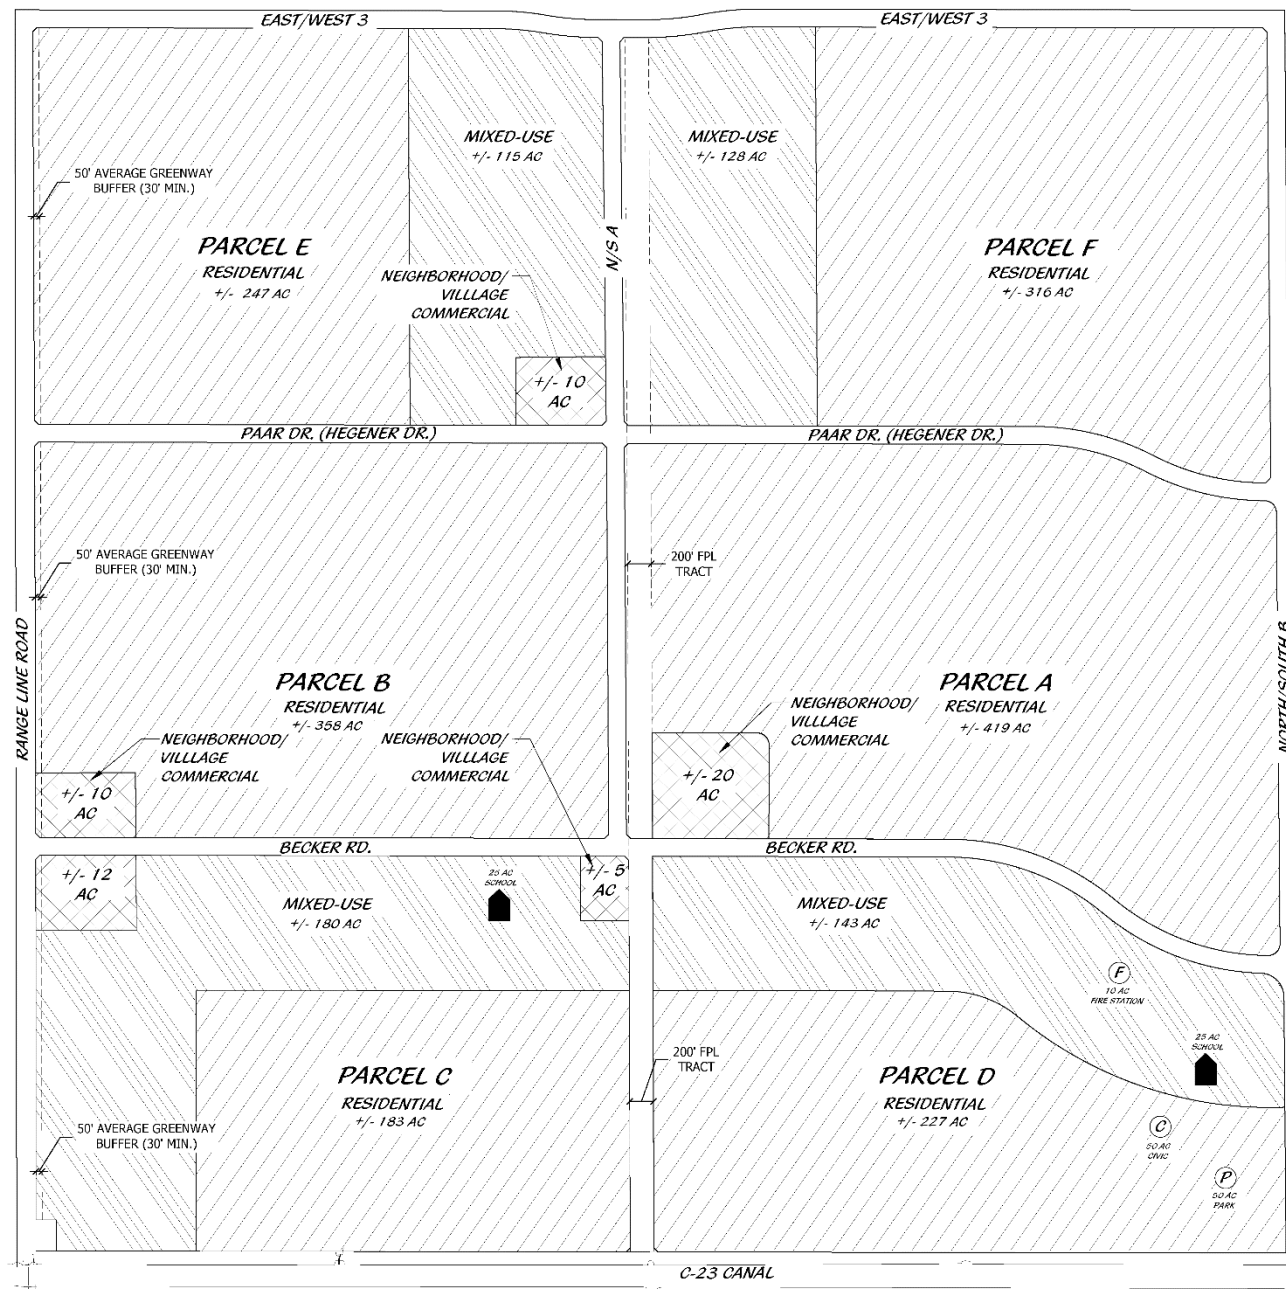 EAST/WEST 3
EAST/WEST 3
MIXED-USE
+/- 115 AC
MIXED-USE
+/- 128 AC
50' AVERAGE GREENWAY
BUFFER (30' MIN.)
N/S A
PARCEL E
RESIDENTIAL
+/- 247 AC
PARCEL F
RESIDENTIAL
+/- 316 AC
NEIGHBORHOOD/
VILLLAGE
COMMERCIAL
+/- 10
AC
PAAR DR. (HEGENER DR.)
PAAR DR. (HEGENER DR.)
50' AVERAGE GREENWAY
BUFFER (30' MIN.)
200' FPL
TRACT
RANGE LINE ROAD
NORTH/SOUTH B
PARCEL B
RESIDENTIAL
+/- 358 AC
PARCEL A
RESIDENTIAL
+/- 419 AC
NEIGHBORHOOD/
VILLLAGE
COMMERCIAL
NEIGHBORHOOD/
VILLLAGE
COMMERCIAL
NEIGHBORHOOD/
VILLLAGE
COMMERCIAL
+/- 10
AC
+/- 20
AC
BECKER RD.
BECKER RD.
+/- 12
AC
25 AC
SCHOOL
+/- 5
AC
MIXED-USE
+/- 180 AC
MIXED-USE
+/- 143 AC
F
10 AC
FIRE STATION
25 AC
SCHOOL
200' FPL
TRACT
PARCEL C
RESIDENTIAL
+/- 183 AC
PARCEL D
RESIDENTIAL
+/- 227 AC
50' AVERAGE GREENWAY
BUFFER (30' MIN.)
C
50 AC
CIVIC
P
50 AC
PARK
C-23 CANAL